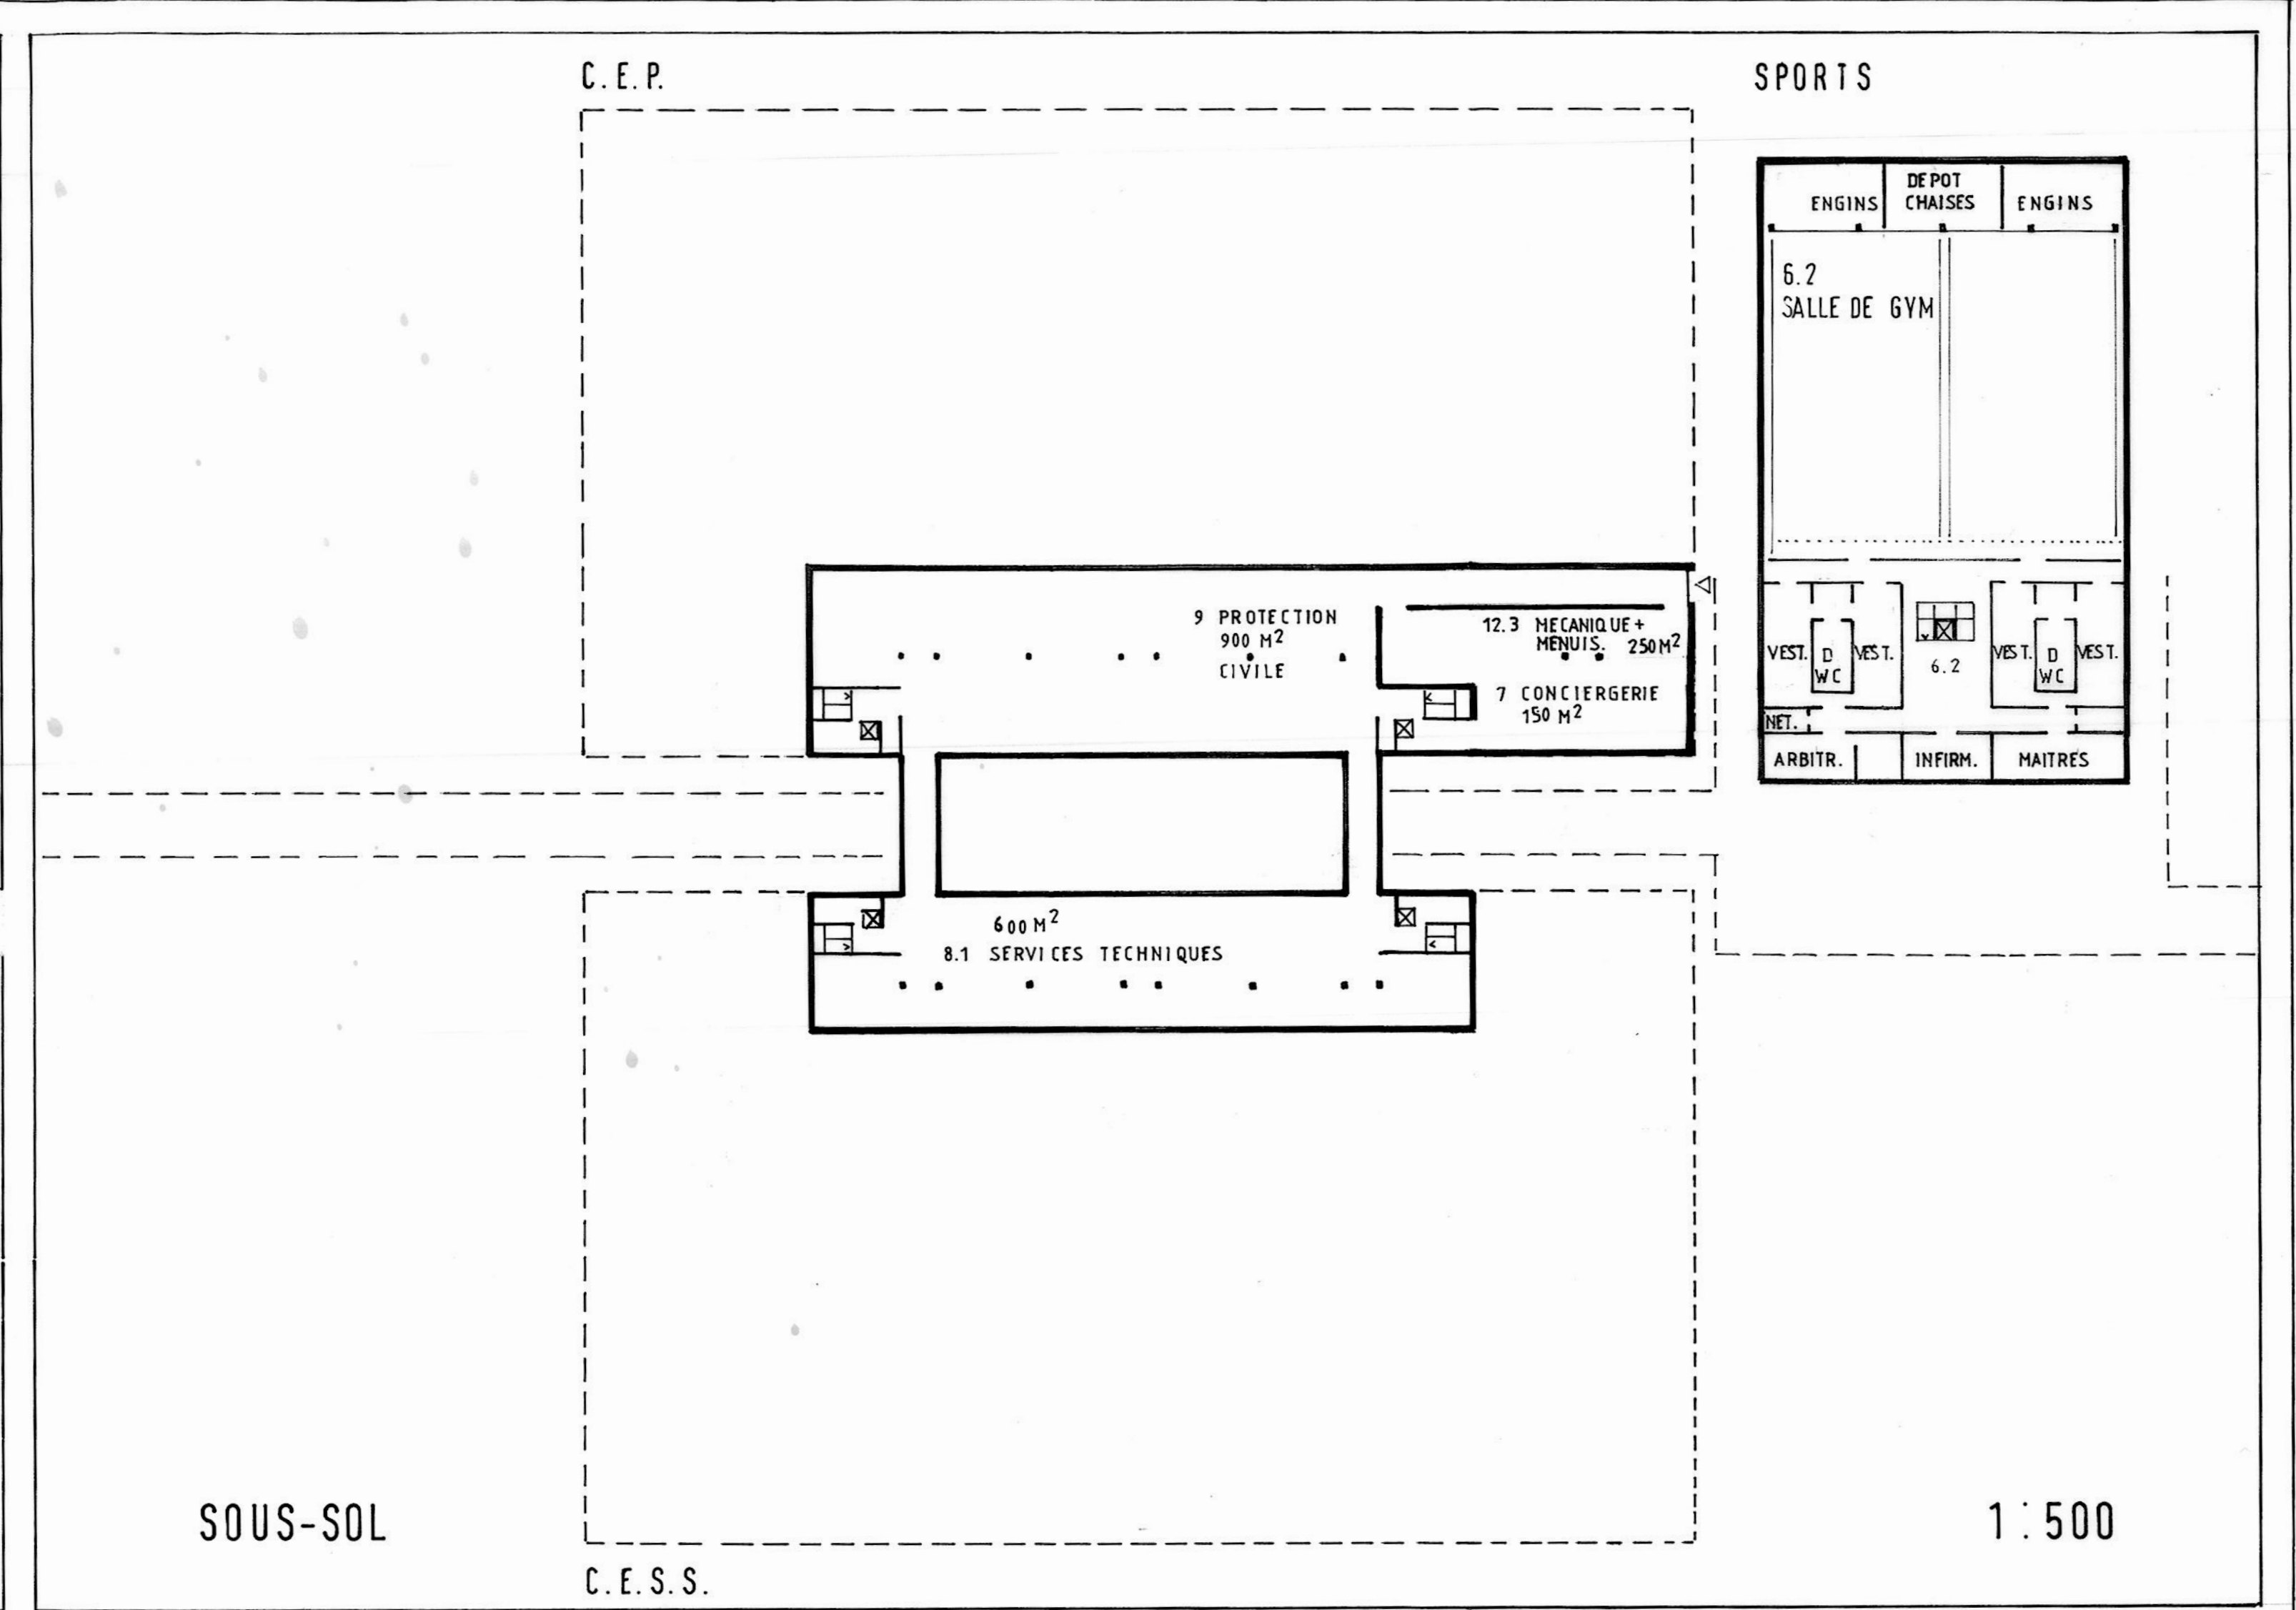 C.E.P.
SPORTS
ENGINS
DEPOT
CHAISES
ENGINS
6.2
SALLE DE GYM
9 PROTECTION
900 M²
CIVILE
12.3 MECANIQUE +
MENUIS. 250 M²
7 CONCIERGERIE
150 M²
VEST.
D
WC
VEST.
6.2
VEST.
D
WC
VEST.
NET.
ARBITR.
INFIRM.
MAITRES
600 M²
8.1 SERVICES TECHNIQUES
SOUS-SOL
1:500
C.E.S.S.